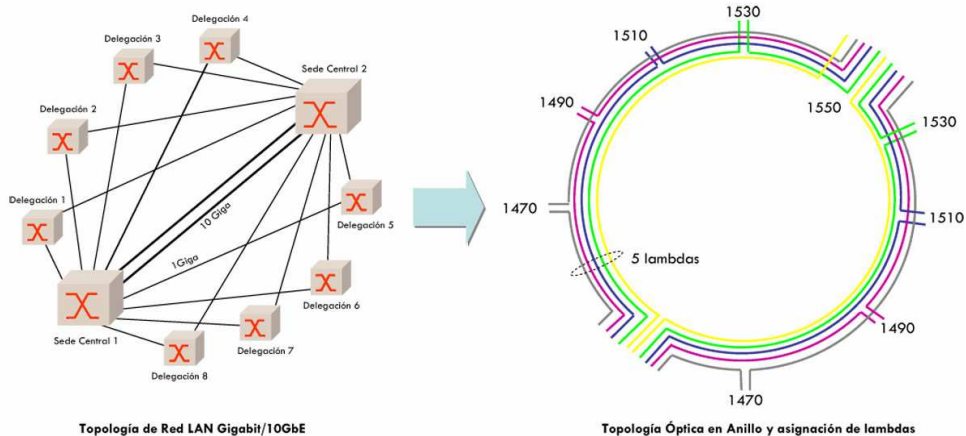 Delegación 4
Delegación 3
Sede Central 2
Delegación 2
Delegación 1
10 Giga
1Giga
Delegación 5
Delegación 6
Sede Central 1
Delegación 7
Delegación 8
Topología de Red LAN Gigabit/10GbE
1530
1510
1490
1550
1530
1470
1510
5 lambdas
1490
1470
Topología Óptica en Anillo y asignación de lambdas